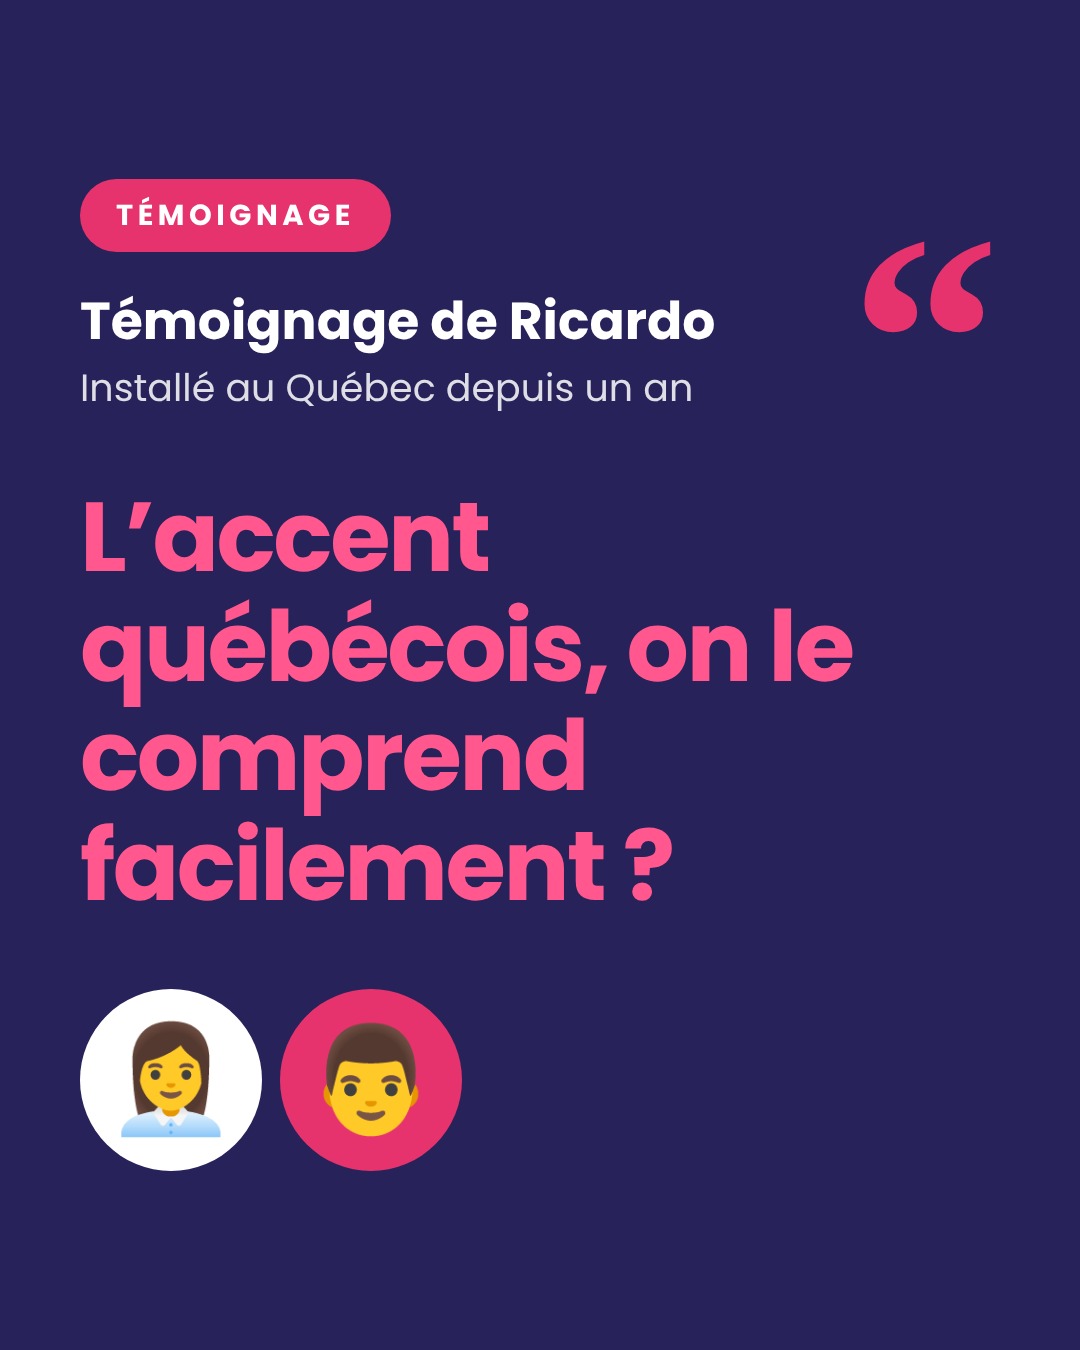 TÉMOIGNAGE
“
Témoignage de Ricardo
Installé au Québec depuis un an
L’accent
québécois, on le
comprend
facilement ?